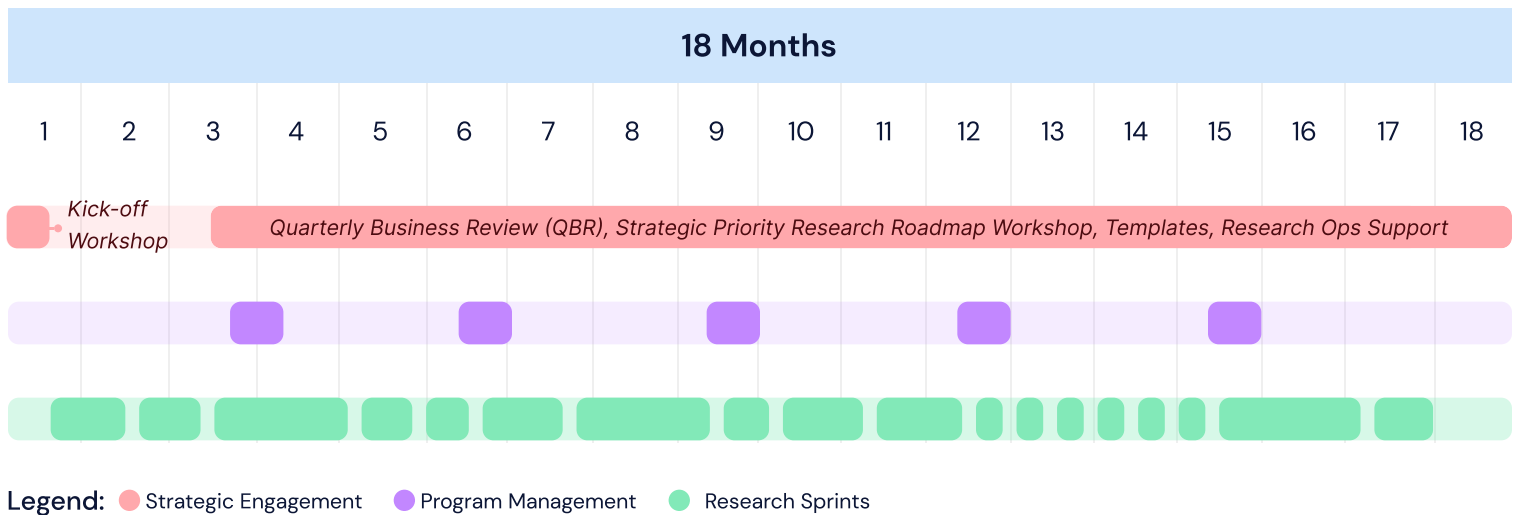 18 Months
1 2 3 4 5 6 7 8 9 10 11 12 13 14 15 16 17 18
Kick-off
Workshop
Quarterly Business Review (QBR), Strategic Priority Research Roadmap Workshop, Templates, Research Ops Support
Legend: Strategic Engagement Program Management Research Sprints